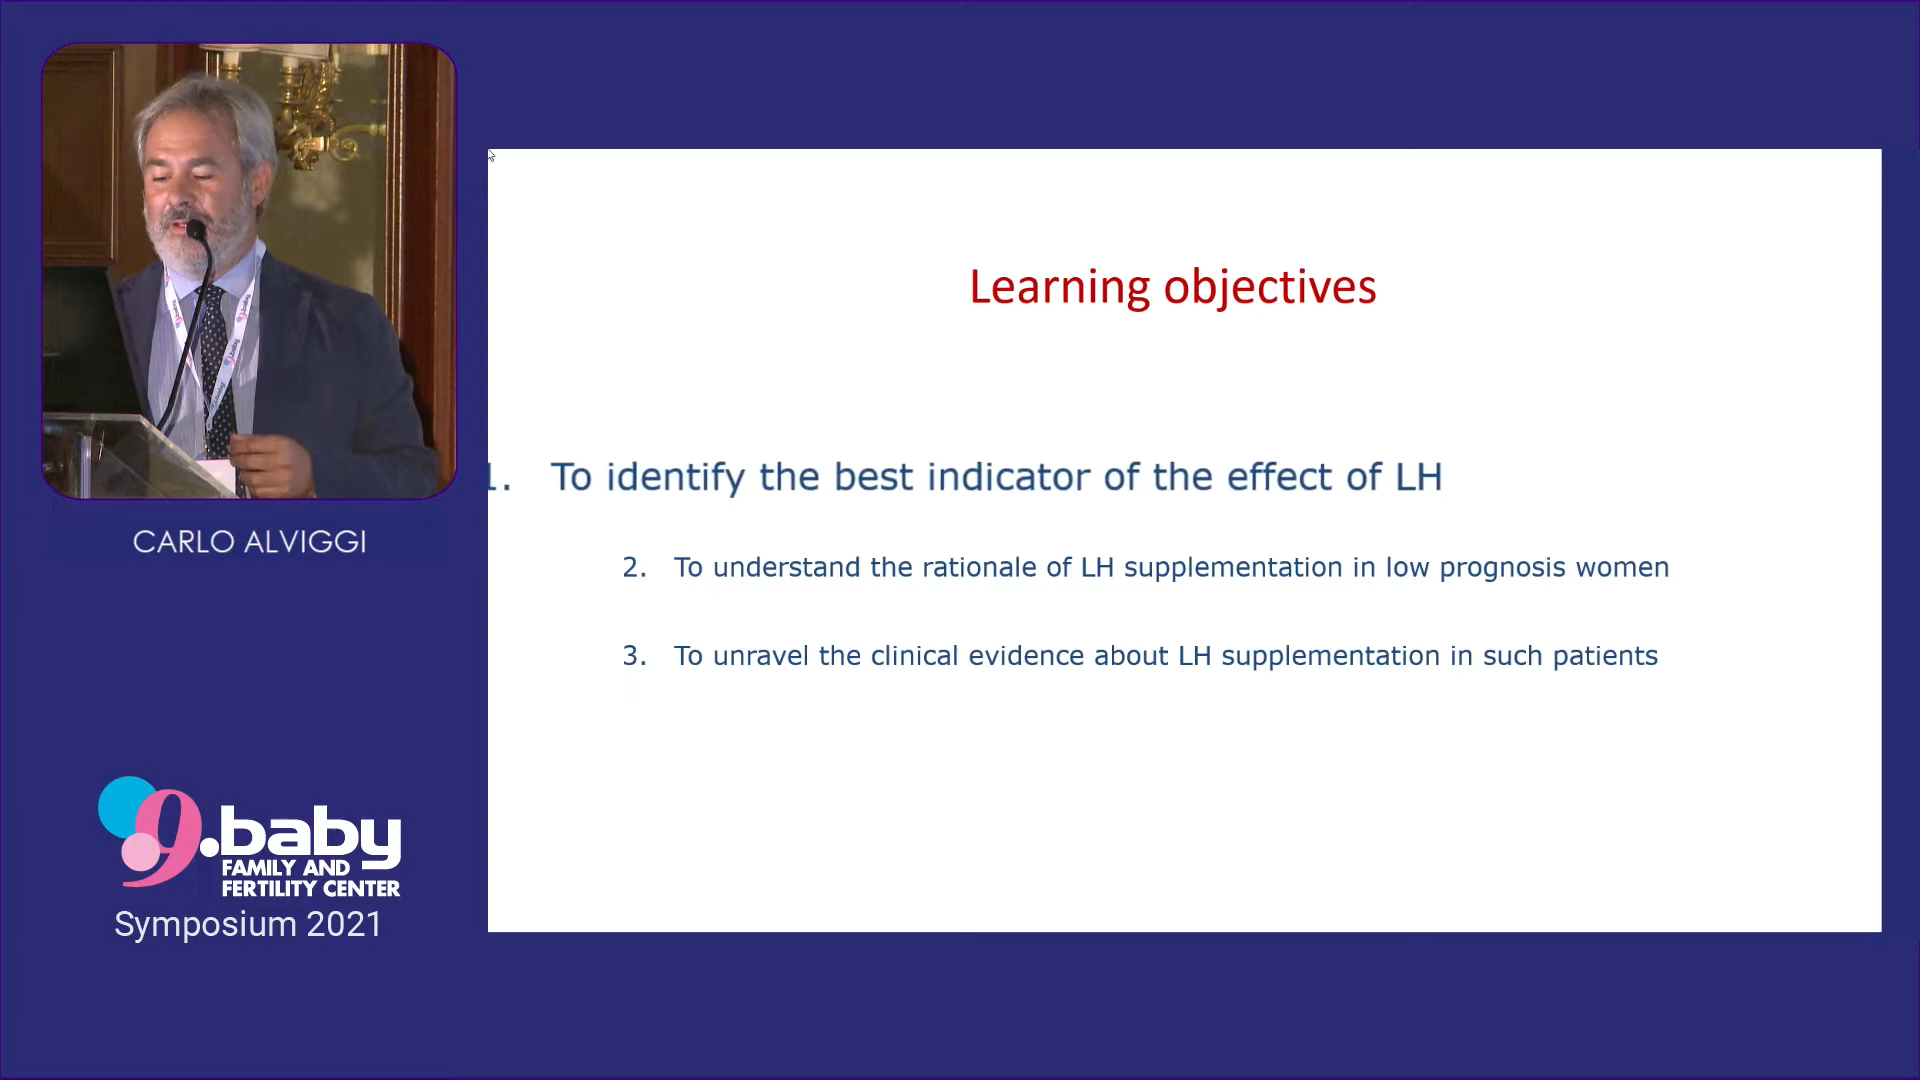 Learning objectives
1. To identify the best indicator of the effect of LH
2. To understand the rationale of LH supplementation in low prognosis women
3. To unravel the clinical evidence about LH supplementation in such patients
CARLO ALVIGGI
9.baby
FAMILY AND
FERTILITY CENTER
Symposium 2021